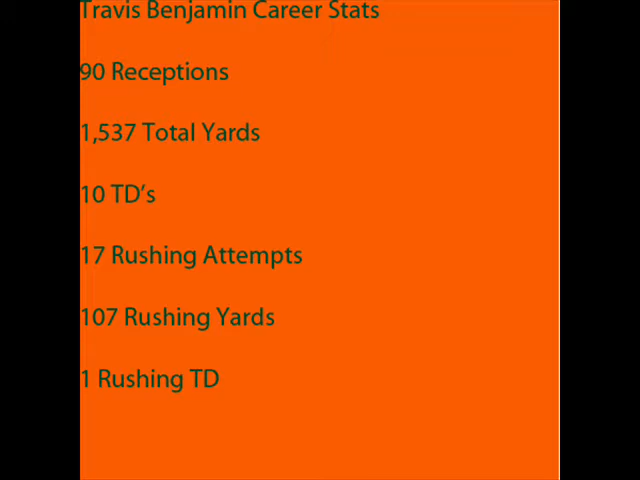 Travis Benjamin Career Stats
90 Receptions
1,537 Total Yards
10 TD’s
17 Rushing Attempts
107 Rushing Yards
1 Rushing TD